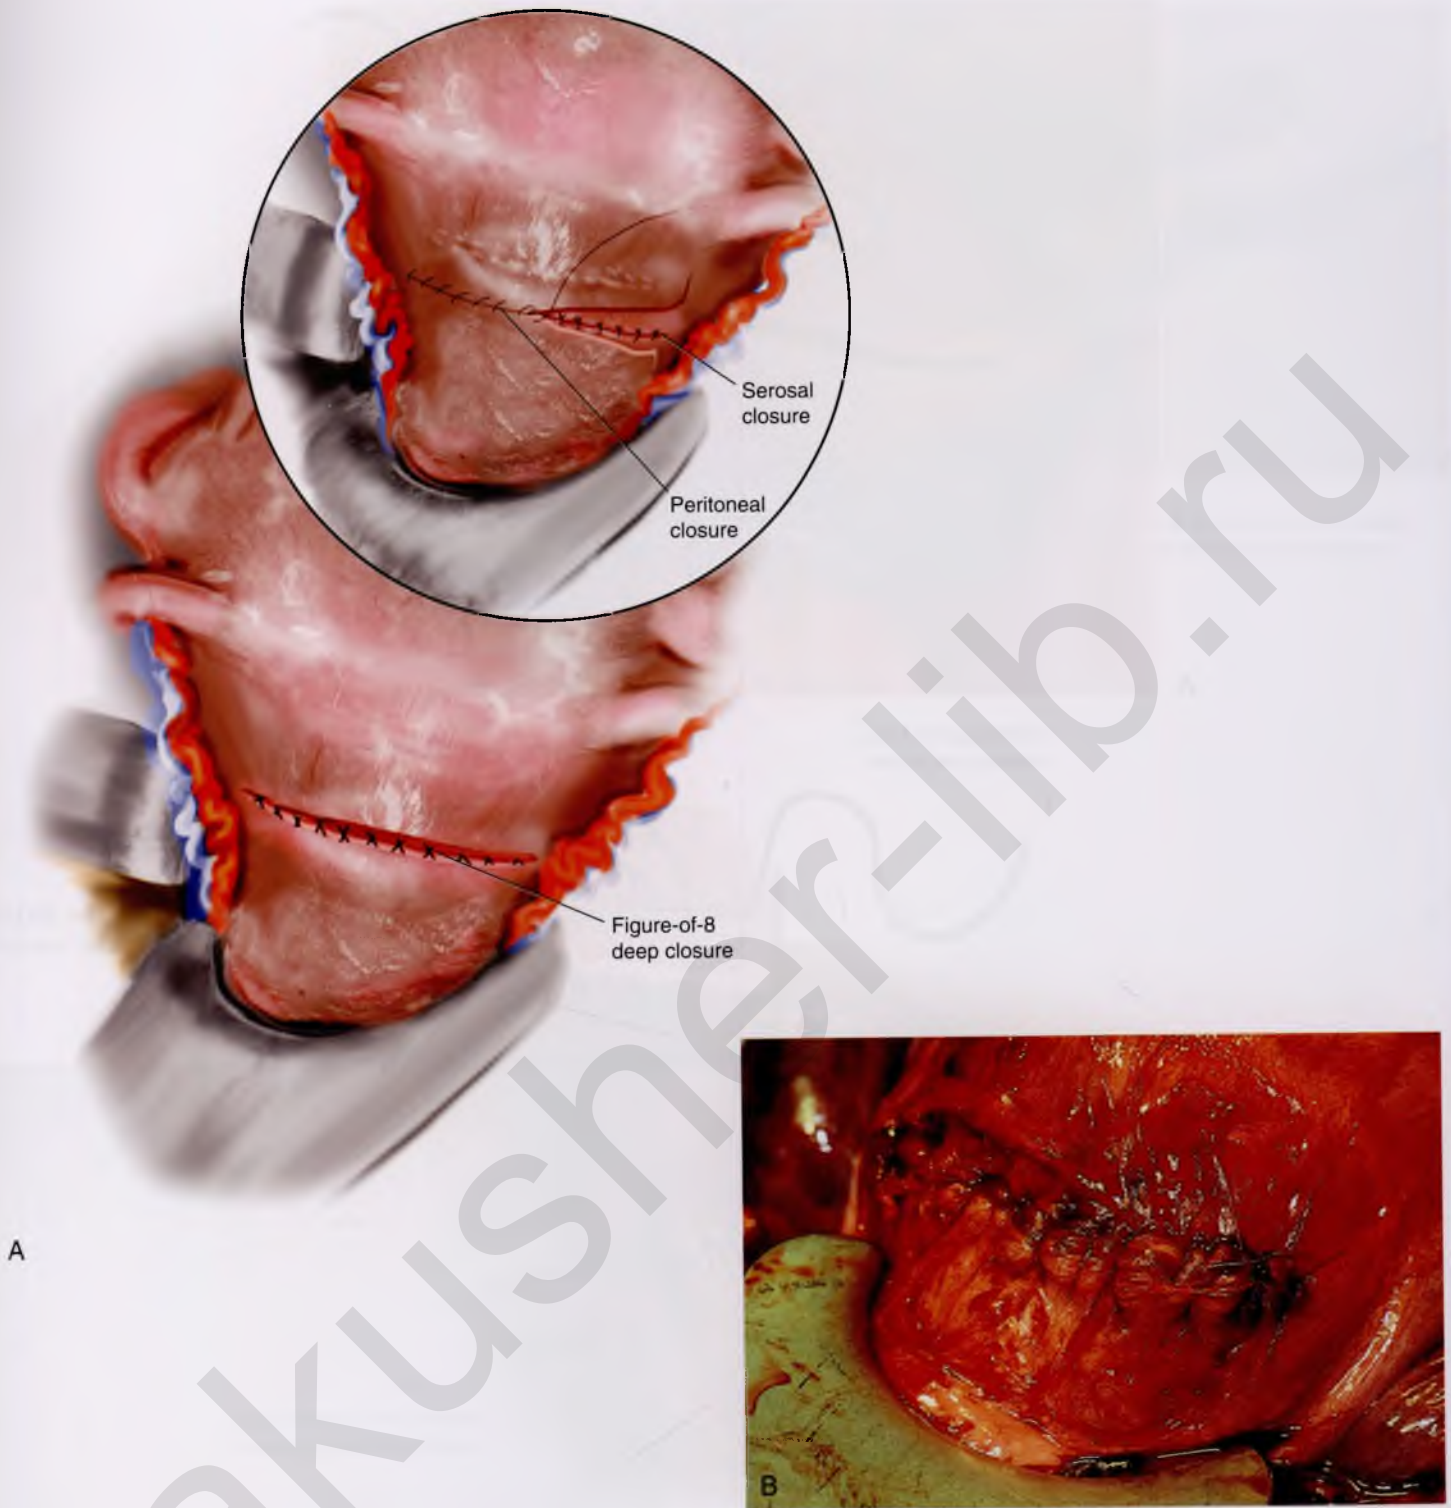 Serosal
closure
Peritoneal
closure
Figure-of-8
deep closure
A
B
akusher-lib.ru